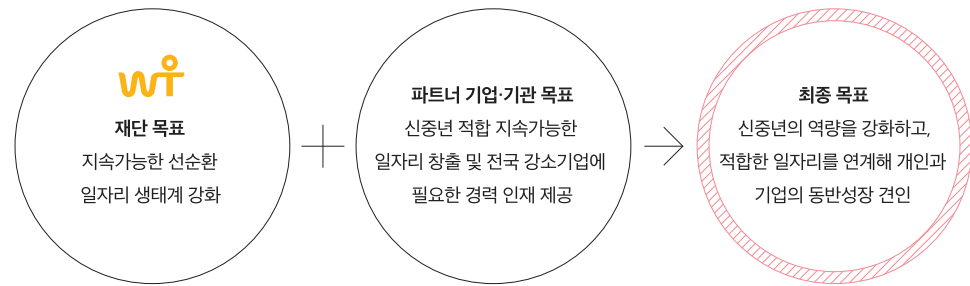 재단 목표
지속가능한 선순환
일자리 생태계 강화
파트너 기업·기관 목표
신중년 적합 지속가능한
일자리 창출 및 전국 강소기업에
필요한 경력 인재 제공
최종 목표
신중년의 역량을 강화하고,
적합한 일자리를 연계해 개인과
기업의 동반성장 견인